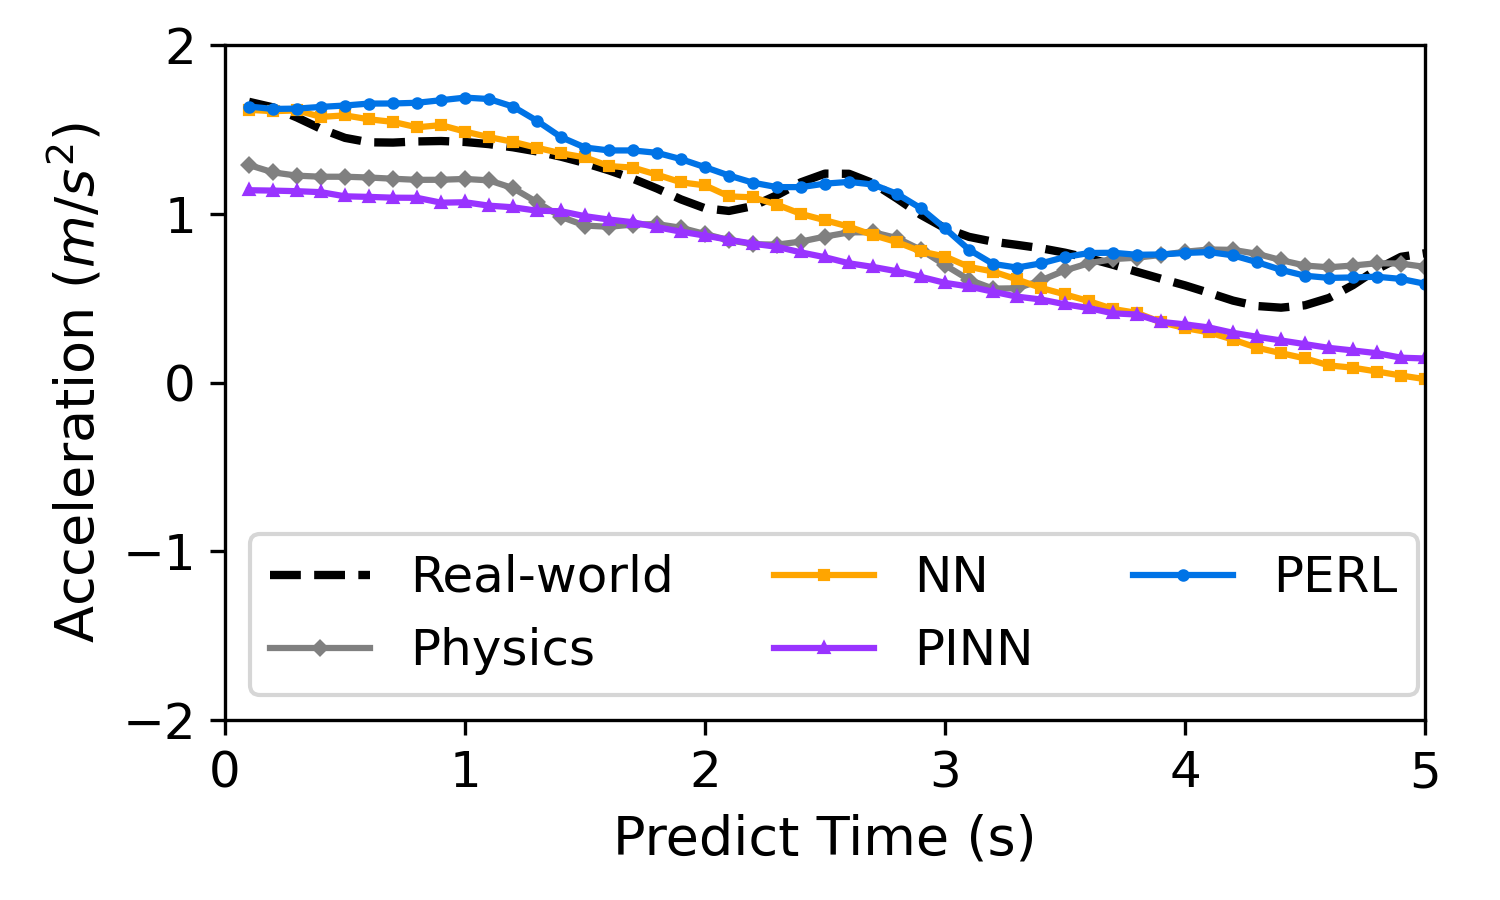 2
1
0
−1
−2
Acceleration (m/s²)
Real-world
Physics
NN
PINN
PERL
0 1 2 3 4 5
Predict Time (s)